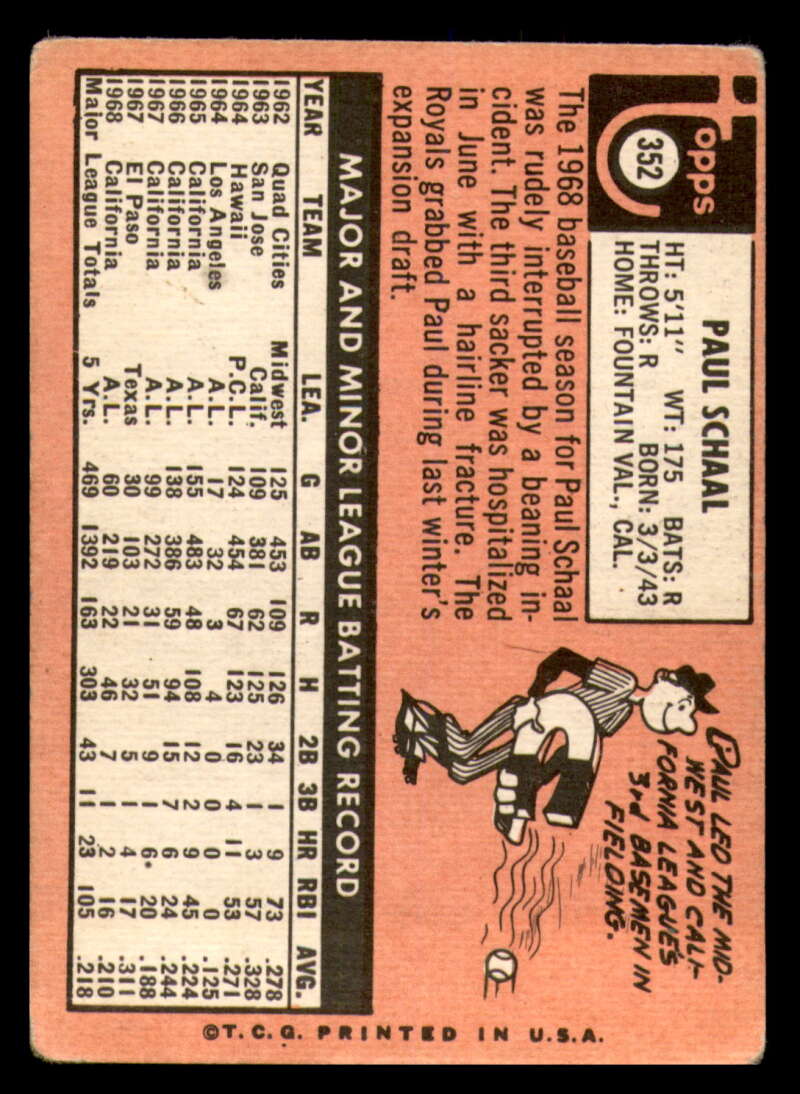 Topps
352
PAUL SCHAAL
HT: 5'11" WT: 175 BATS: R
THROWS: R BORN: 3/3/43
HOME: FOUNTAIN VAL., CAL.
The 1968 baseball season for Paul Schaal
was rudely interrupted by a beaning in-
cident. The third sacker was hospitalized
in June with a hairline fracture. The
Royals grabbed Paul during last winter's
expansion draft.
PAUL LED THE MID-
WEST AND CALI-
FORNIA LEAGUE'S
3rd BASEMEN IN
FIELDING.
MAJOR AND MINOR LEAGUE BATTING RECORD
YEAR TEAM LEA. G AB R H 2B 3B HR RBI AVG.
1962 Quad Cities Midwest 125 453 109 126 34 1 9 73 .278
1963 San Jose Calif. 109 381 62 125 23 1 3 57 .328
1964 Hawaii P.C.L. 124 454 67 123 16 4 11 53 .271
1964 Los Angeles A.L. 17 32 3 4 0 0 0 0 .125
1965 California A.L. 155 483 48 108 12 2 9 45 .224
1966 California A.L. 138 386 59 94 15 7 6 24 .244
1967 California A.L. 99 272 31 51 9 1 6* 20 .188
1967 El Paso Texas 30 103 21 32 5 1 4 17 .311
1968 California A.L. 60 219 22 46 7 1 2 16 .210
Major League Totals 5 Yrs. 469 1392 163 303 43 11 23 105 .218
©T.C.G. PRINTED IN U.S.A.